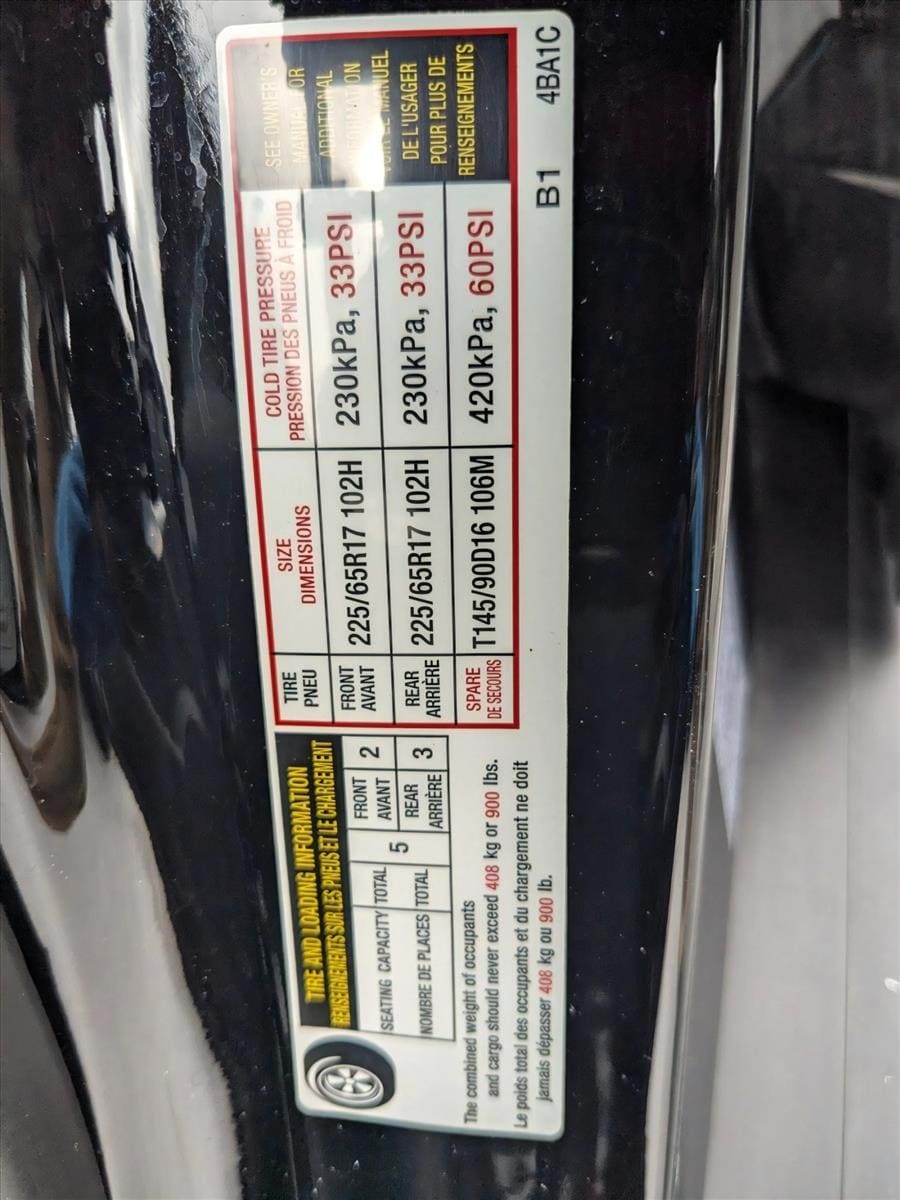 TIRE AND LOADING INFORMATION
RENSEIGNEMENTS SUR LES PNEUS ET LE CHARGEMENT
SEATING CAPACITY
NOMBRE DE PLACES
TOTAL
TOTAL
5
FRONT
AVANT
2
REAR
ARRIÈRE
3
The combined weight of occupants
and cargo should never exceed 408 kg or 900 lbs.
Le poids total des occupants et du chargement ne doit
jamais dépasser 408 kg ou 900 lb.
TIRE
PNEU
SIZE
DIMENSIONS
COLD TIRE PRESSURE
PRESSION DES PNEUS À FROID
FRONT
AVANT
225/65R17 102H
230kPa, 33PSI
REAR
ARRIÈRE
225/65R17 102H
230kPa, 33PSI
SPARE
DE SECOURS
T145/90D16 106M
420kPa, 60PSI
SEE OWNER'S
MANUAL FOR
ADDITIONAL
INFORMATION
VOIR LE MANUEL
DE L'USAGER
POUR PLUS DE
RENSEIGNEMENTS
B1 4BA1C